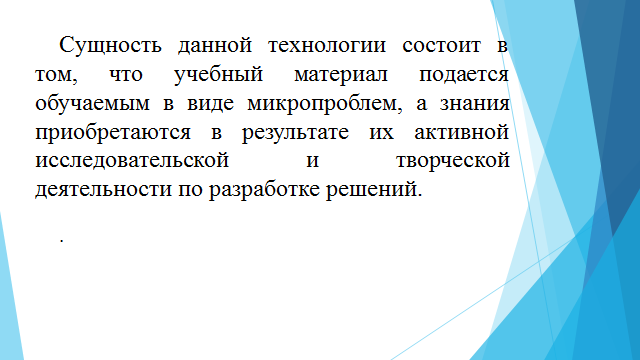 Сущность данной технологии состоит в
том, что учебный материал подается
обучаемым в виде микропроблем, а знания
приобретаются в результате их активной
исследовательской и творческой
деятельности по разработке решений.
.